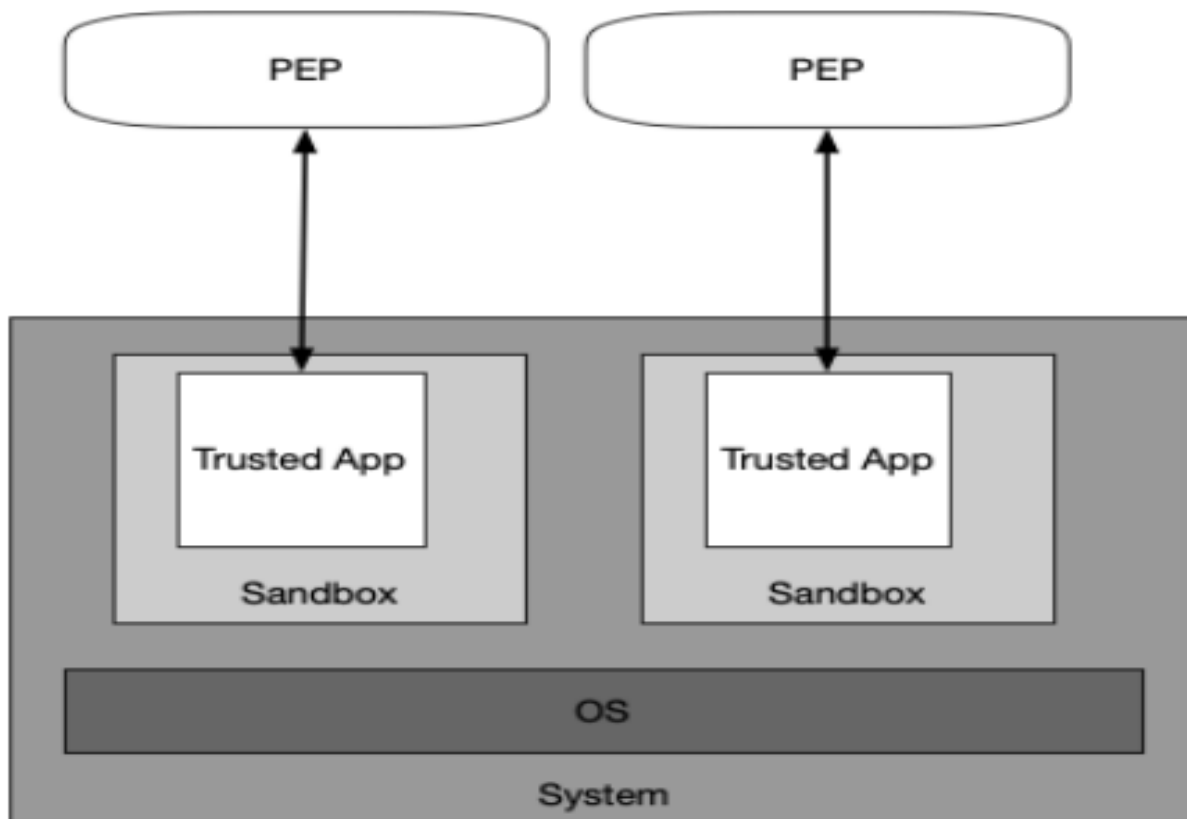 PEP
PEP
Trusted App
Trusted App
Sandbox
Sandbox
OS
System